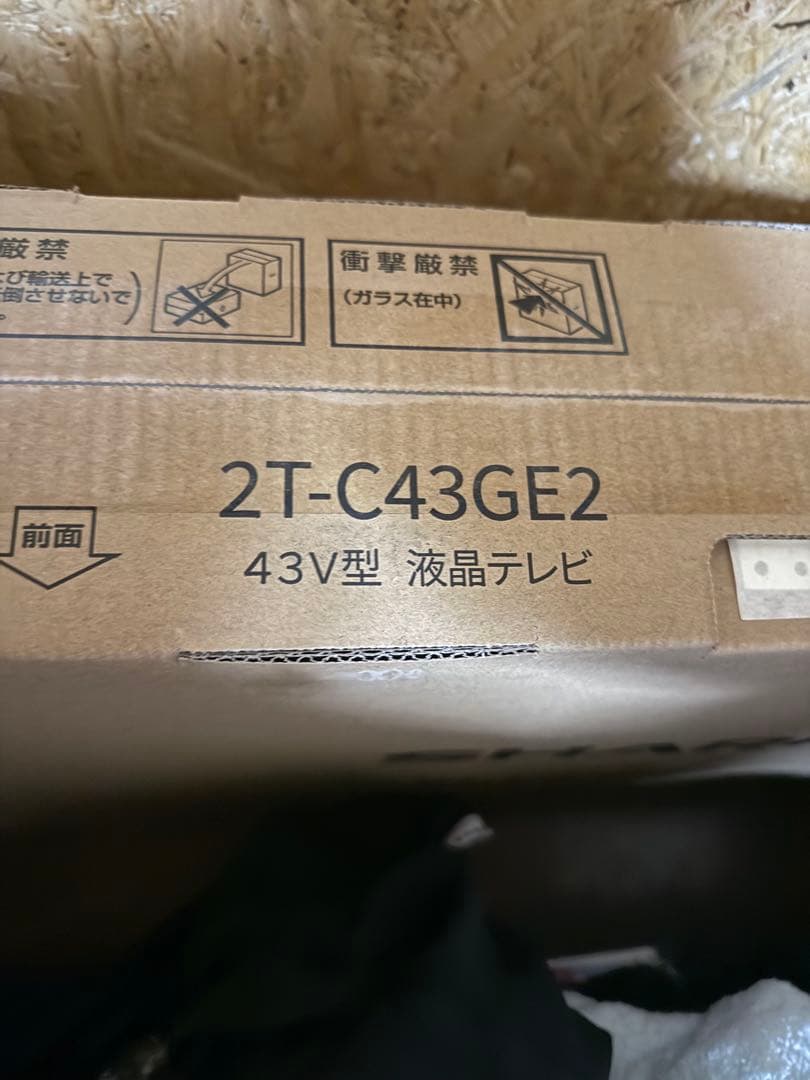 厳禁
び輸送上で
倒させないで
。
衝撃厳禁
(ガラス在中)
2T-C43GE2
前面
43V型 液晶テレビ